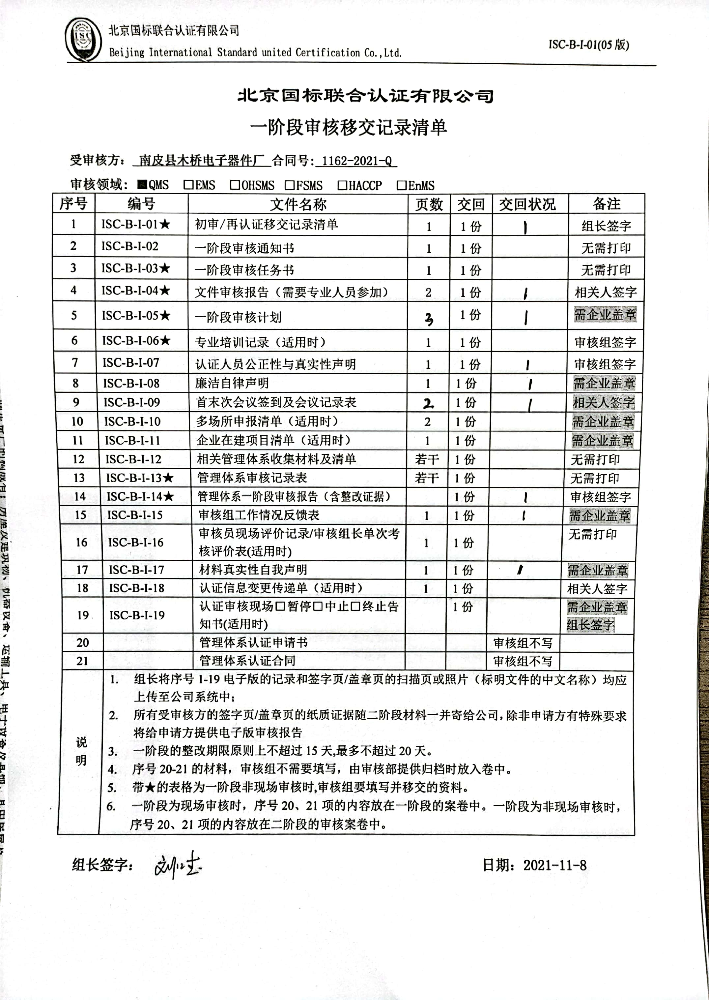 ISC
北京国标联合认证有限公司
Beijing International Standard united Certification Co.,Ltd.
ISC-B-I-01(05 版)
北京国标联合认证有限公司
一阶段审核移交记录清单
受审核方： 南皮县木桥电子器件厂 合同号: 1162-2021-Q
审核领域: ■QMS □EMS □OHSMS □FSMS □HACCP □EnMS
序号 编号 文件名称 页数 交回 交回状况 备注
1 ISC-B-I-01★ 初审/再认证移交记录清单 1 1 份 1 组长签字
2 ISC-B-I-02 一阶段审核通知书 1 1 份 无需打印
3 ISC-B-I-03★ 一阶段审核任务书 1 1 份 无需打印
4 ISC-B-I-04★ 文件审核报告（需要专业人员参加） 2 1 份 1 相关人签字
5 ISC-B-I-05★ 一阶段审核计划 3 1 份 1 需企业盖章
6 ISC-B-I-06★ 专业培训记录（适用时） 1 1 份 审核组签字
7 ISC-B-I-07 认证人员公正性与真实性声明 1 1 份 1 审核组签字
8 ISC-B-I-08 廉洁自律声明 1 1 份 1 需企业盖章
9 ISC-B-I-09 首末次会议签到及会议记录表 2 1 份 1 相关人签字
10 ISC-B-I-10 多场所申报清单（适用时） 2 1 份 需企业盖章
11 ISC-B-I-11 企业在建项目清单（适用时） 1 1 份 需企业盖章
12 ISC-B-I-12 相关管理体系收集材料及清单 若干 1 份 无需打印
13 ISC-B-I-13★ 管理体系审核记录表 若干 1 份 无需打印
14 ISC-B-I-14★ 管理体系一阶段审核报告（含整改证据） 1 份 1 审核组签字
15 ISC-B-I-15 审核组工作情况反馈表 1 1 份 1 需企业盖章
16 ISC-B-I-16 审核员现场评价记录/审核组长单次考 1 1 份 无需打印
核评价表(适用时)
17 ISC-B-I-17 材料真实性自我声明 1 1 份 1 需企业盖章
18 ISC-B-I-18 认证信息变更传递单（适用时） 1 1 份 相关人签字
19 ISC-B-I-19 认证审核现场□暂停□中止□终止告 1 份 需企业盖章
知书(适用时) 组长签字
20 管理体系认证申请书 审核组不写
21 管理体系认证合同 审核组不写
说
明
1. 组长将序号 1-19 电子版的记录和签字页/盖章页的扫描页或照片（标明文件的中文名称）均应
上传至公司系统中;
2. 所有受审核方的签字页/盖章页的纸质证据随二阶段材料一并寄给公司,除非申请方有特殊要求
将给申请方提供电子版审核报告
3. 一阶段的整改期限原则上不超过 15 天,最多不超过 20 天。
4. 序号 20-21 的材料，审核组不需要填写，由审核部提供归档时放入卷中。
5. 带★的表格为一阶段非现场审核时,审核组要填写并移交的资料。
6. 一阶段为现场审核时，序号 20、21 项的内容放在一阶段的案卷中。一阶段为非现场审核时，
序号 20、21 项的内容放在二阶段的审核案卷中。
组长签字:
日期: 2021-11-8